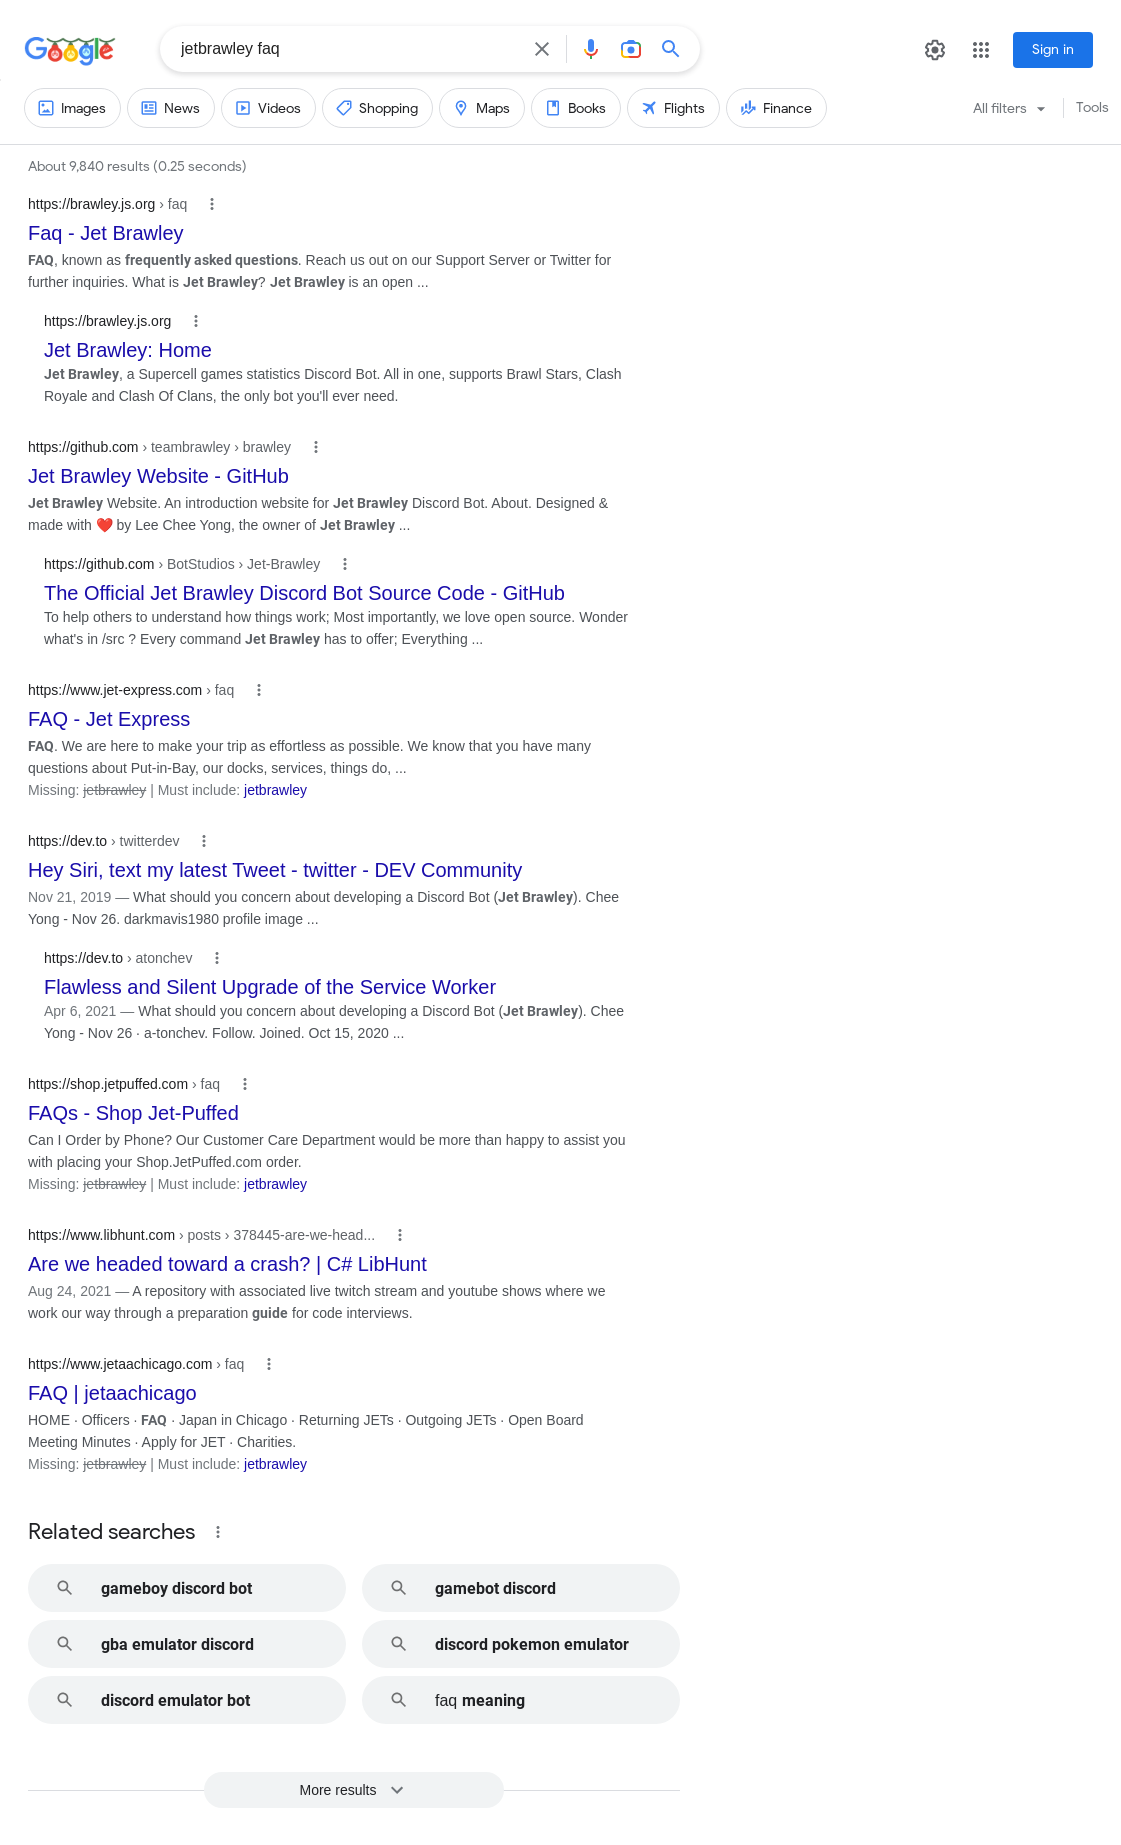 Google
jetbrawley faq
Sign in
Images News Videos Shopping Maps Books Flights Finance All filters Tools
About 9,840 results (0.25 seconds)
https://brawley.js.org › faq
Faq - Jet Brawley
FAQ, known as frequently asked questions. Reach us out on our Support Server or Twitter for
further inquiries. What is Jet Brawley? Jet Brawley is an open ...
https://brawley.js.org
Jet Brawley: Home
Jet Brawley, a Supercell games statistics Discord Bot. All in one, supports Brawl Stars, Clash
Royale and Clash Of Clans, the only bot you'll ever need.
https://github.com › teambrawley › brawley
Jet Brawley Website - GitHub
Jet Brawley Website. An introduction website for Jet Brawley Discord Bot. About. Designed &
made with ❤️ by Lee Chee Yong, the owner of Jet Brawley ...
https://github.com › BotStudios › Jet-Brawley
The Official Jet Brawley Discord Bot Source Code - GitHub
To help others to understand how things work; Most importantly, we love open source. Wonder
what's in /src ? Every command Jet Brawley has to offer; Everything ...
https://www.jet-express.com › faq
FAQ - Jet Express
FAQ. We are here to make your trip as effortless as possible. We know that you have many
questions about Put-in-Bay, our docks, services, things do, ...
Missing: jetbrawley | Must include: jetbrawley
https://dev.to › twitterdev
Hey Siri, text my latest Tweet - twitter - DEV Community
Nov 21, 2019 — What should you concern about developing a Discord Bot (Jet Brawley). Chee
Yong - Nov 26. darkmavis1980 profile image ...
https://dev.to › atonchev
Flawless and Silent Upgrade of the Service Worker
Apr 6, 2021 — What should you concern about developing a Discord Bot (Jet Brawley). Chee
Yong - Nov 26 · a-tonchev. Follow. Joined. Oct 15, 2020 ...
https://shop.jetpuffed.com › faq
FAQs - Shop Jet-Puffed
Can I Order by Phone? Our Customer Care Department would be more than happy to assist you
with placing your Shop.JetPuffed.com order.
Missing: jetbrawley | Must include: jetbrawley
https://www.libhunt.com › posts › 378445-are-we-head...
Are we headed toward a crash? | C# LibHunt
Aug 24, 2021 — A repository with associated live twitch stream and youtube shows where we
work our way through a preparation guide for code interviews.
https://www.jetaachicago.com › faq
FAQ | jetaachicago
HOME · Officers · FAQ · Japan in Chicago · Returning JETs · Outgoing JETs · Open Board
Meeting Minutes · Apply for JET · Charities.
Missing: jetbrawley | Must include: jetbrawley
Related searches
gameboy discord bot
gamebot discord
gba emulator discord
discord pokemon emulator
discord emulator bot
faq meaning
More results